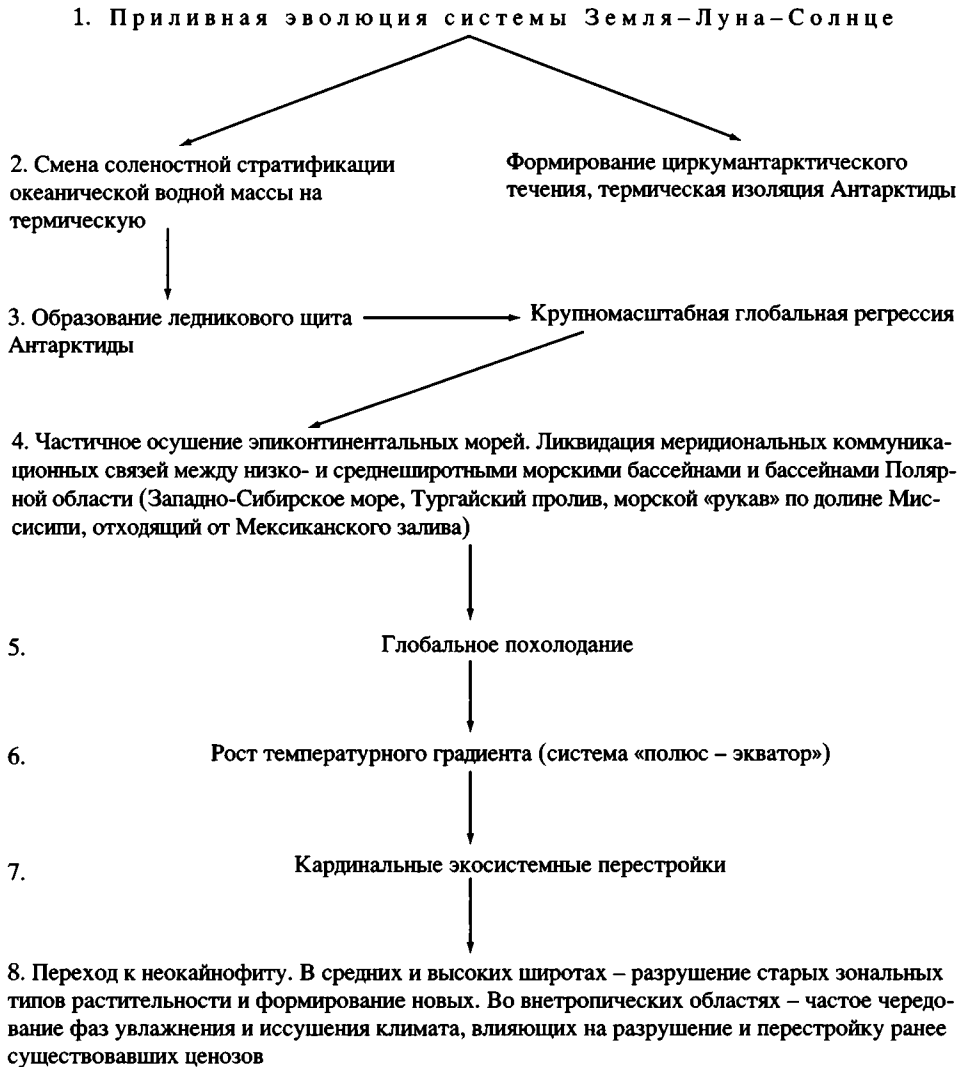 1. Приливная эволюция системы Земля–Луна–Солнце
2. Смена соленостной стратификации
океанической водной массы на
термическую
Формирование циркумантарктического
течения, термическая изоляция Антарктиды
3. Образование ледникового щита
Антарктиды
Крупномасштабная глобальная регрессия
4. Частичное осушение эпиконтинентальных морей. Ликвидация меридиональных коммуника-
ционных связей между низко- и среднеширотными морскими бассейнами и бассейнами Поляр-
ной области (Западно-Сибирское море, Тургайский пролив, морской «рукав» по долине Мис-
сисипи, отходящий от Мексиканского залива)
5. Глобальное похолодание
6. Рост температурного градиента (система «полюс – экватор»)
7. Кардинальные экосистемные перестройки
8. Переход к неокайнофиту. В средних и высоких широтах – разрушение старых зональных
типов растительности и формирование новых. Во внетропических областях – частое чередо-
вание фаз увлажнения и иссушения климата, влияющих на разрушение и перестройку ранее
существовавших ценозов